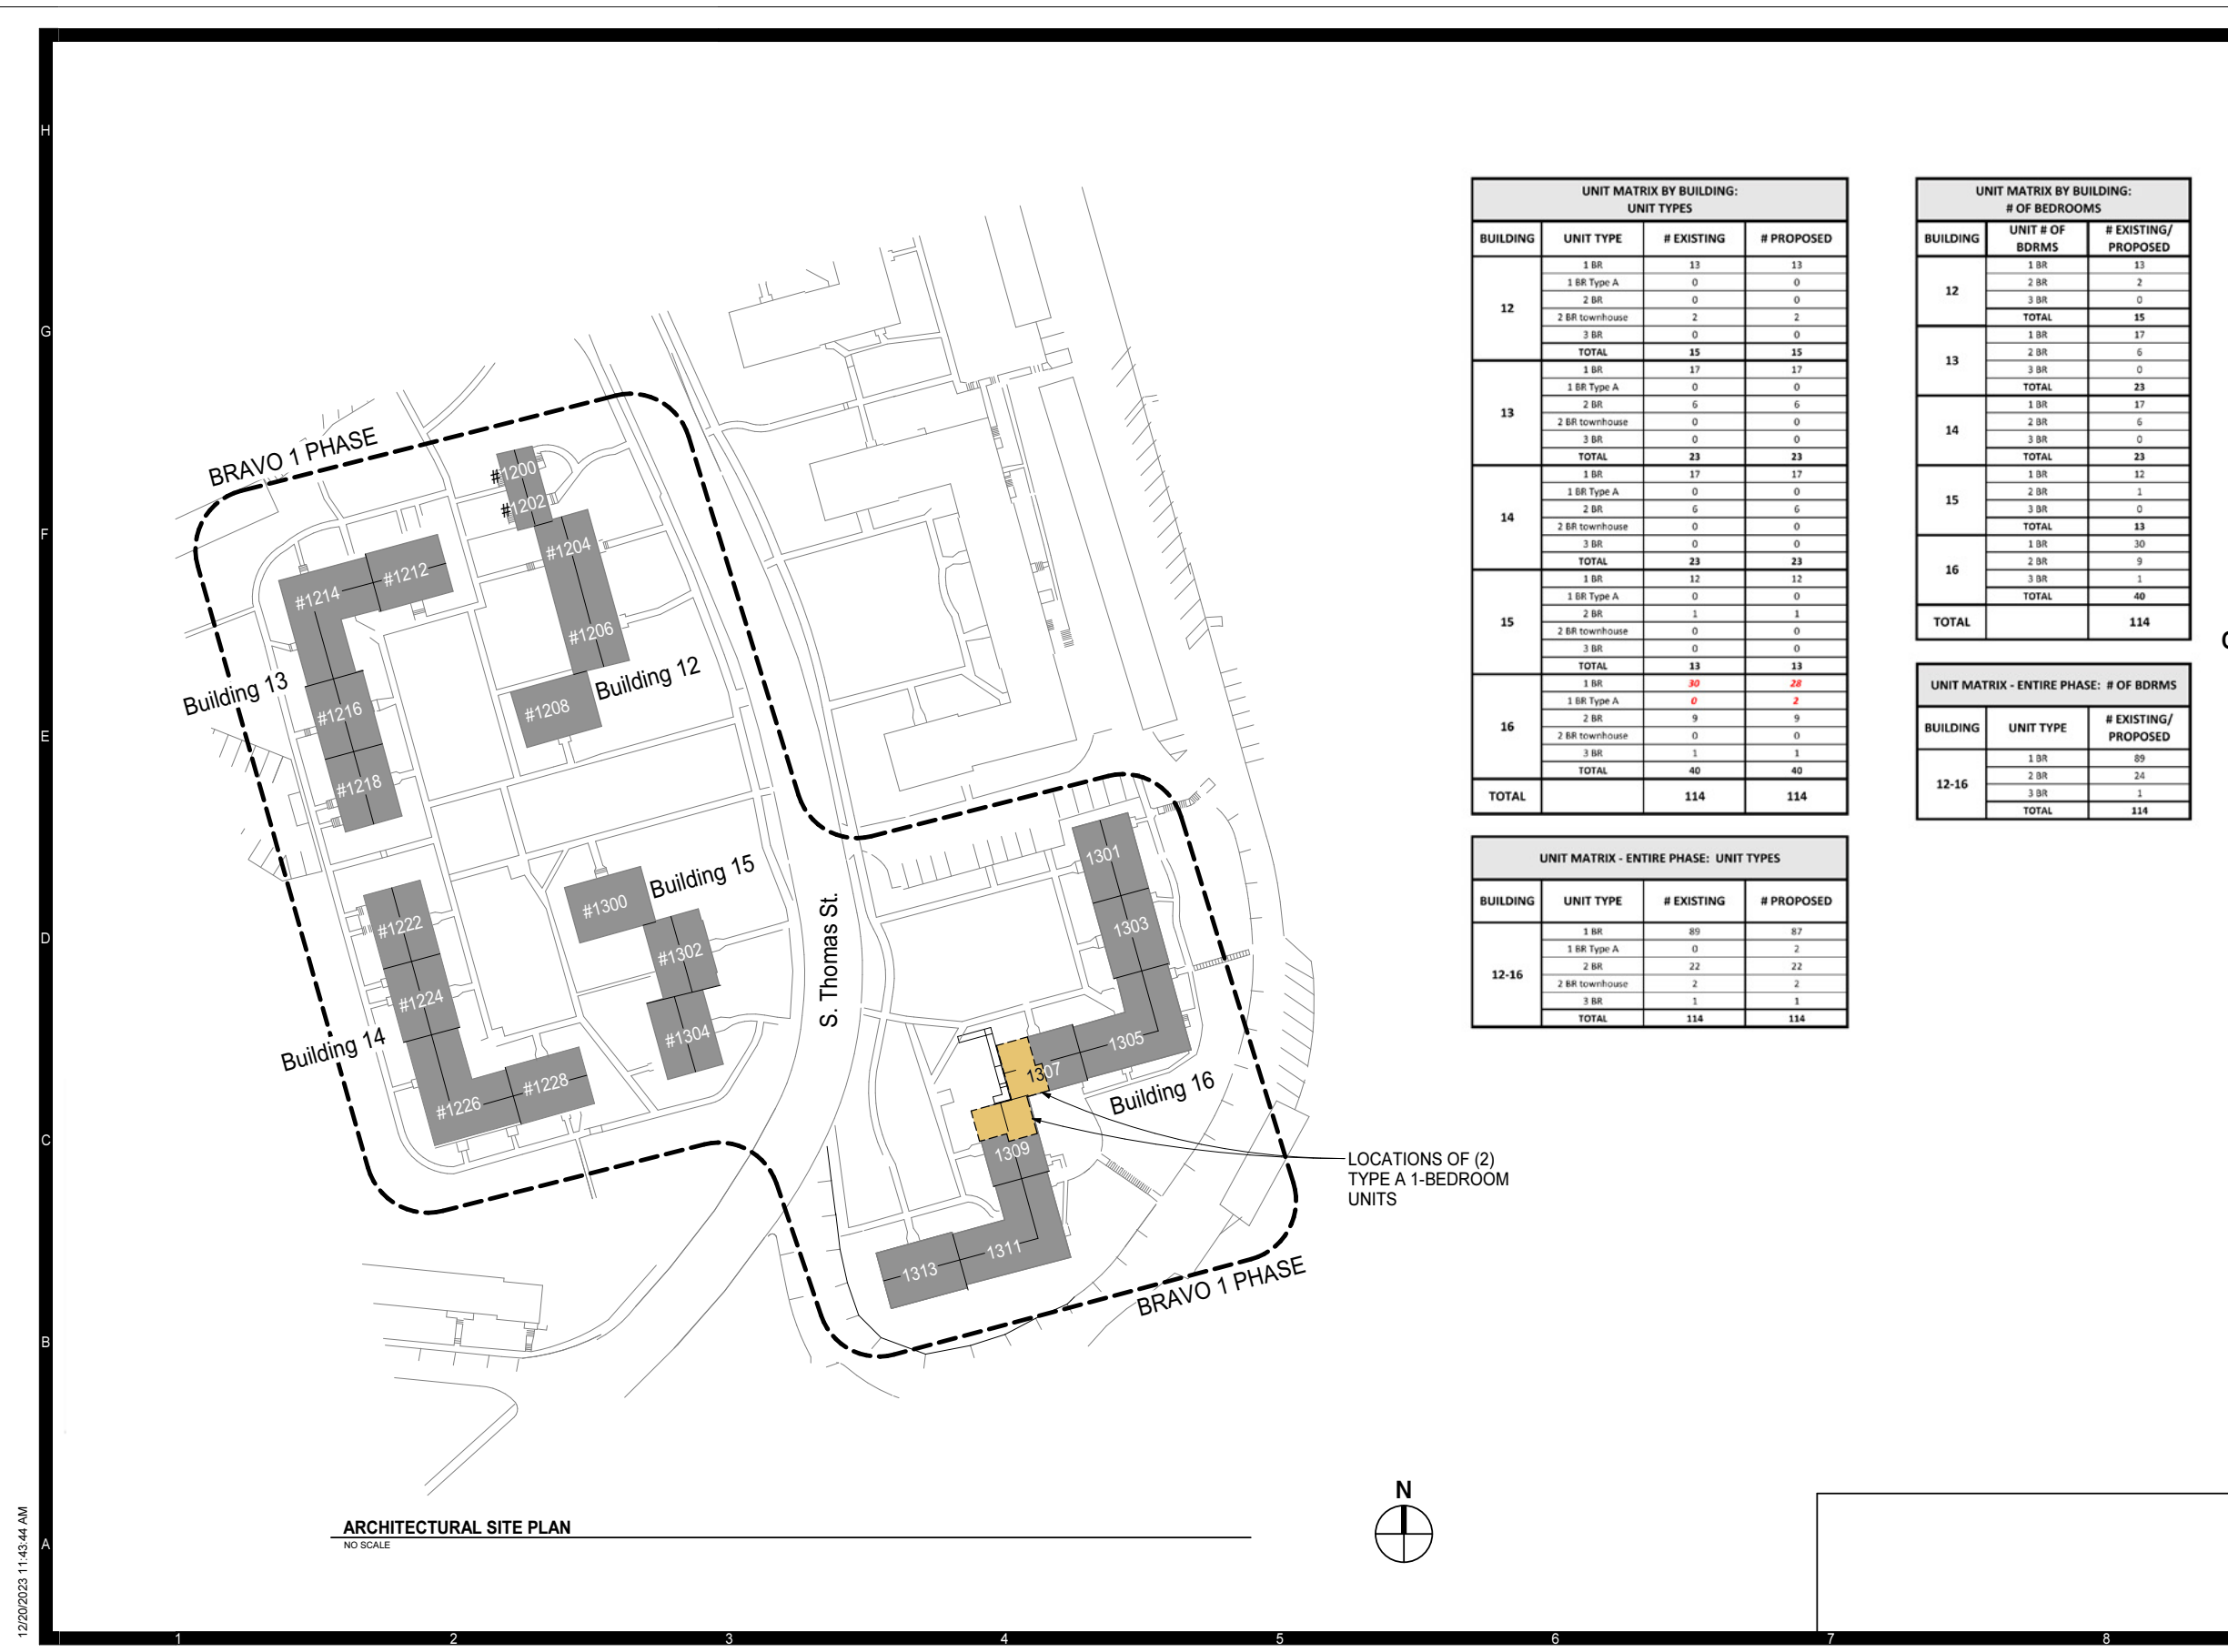 H
G
F
E
D
C
B
A
1
2
3
4
5
6
7
8
12/20/2023 11:43:44 AM
BRAVO 1 PHASE
#1200
#1202
#1204
#1206
#1208
Building 12
#1212
#1214
#1216
#1218
Building 13
#1222
#1224
#1226
#1228
Building 14
#1300
#1302
#1304
Building 15
S. Thomas St.
1301
1303
1305
1307
1309
1311
1313
Building 16
LOCATIONS OF (2)
TYPE A 1-BEDROOM
UNITS
BRAVO 1 PHASE
ARCHITECTURAL SITE PLAN
NO SCALE
N
UNIT MATRIX BY BUILDING:
UNIT TYPES
BUILDING UNIT TYPE # EXISTING # PROPOSED
12
1 BR 13 13
1 BR Type A 0 0
2 BR 0 0
2 BR townhouse 2 2
3 BR 0 0
TOTAL 15 15
13
1 BR 17 17
1 BR Type A 0 0
2 BR 6 6
2 BR townhouse 0 0
3 BR 0 0
TOTAL 23 23
14
1 BR 17 17
1 BR Type A 0 0
2 BR 6 6
2 BR townhouse 0 0
3 BR 0 0
TOTAL 23 23
15
1 BR 12 12
1 BR Type A 0 0
2 BR 1 1
2 BR townhouse 0 0
3 BR 0 0
TOTAL 13 13
16
1 BR 30 28
1 BR Type A 0 2
2 BR 9 9
2 BR townhouse 0 0
3 BR 1 1
TOTAL 40 40
TOTAL 114 114
UNIT MATRIX - ENTIRE PHASE: UNIT TYPES
BUILDING UNIT TYPE # EXISTING # PROPOSED
12-16
1 BR 89 87
1 BR Type A 0 2
2 BR 22 22
2 BR townhouse 2 2
3 BR 1 1
TOTAL 114 114
UNIT MATRIX BY BUILDING:
# OF BEDROOMS
BUILDING UNIT # OF BDRMS # EXISTING/ PROPOSED
12
1 BR 13
2 BR 2
3 BR 0
TOTAL 15
13
1 BR 17
2 BR 6
3 BR 0
TOTAL 23
14
1 BR 17
2 BR 6
3 BR 0
TOTAL 23
15
1 BR 12
2 BR 1
3 BR 0
TOTAL 13
16
1 BR 30
2 BR 9
3 BR 1
TOTAL 40
TOTAL 114
UNIT MATRIX - ENTIRE PHASE: # OF BDRMS
BUILDING UNIT TYPE # EXISTING/ PROPOSED
12-16
1 BR 89
2 BR 24
3 BR 1
TOTAL 114